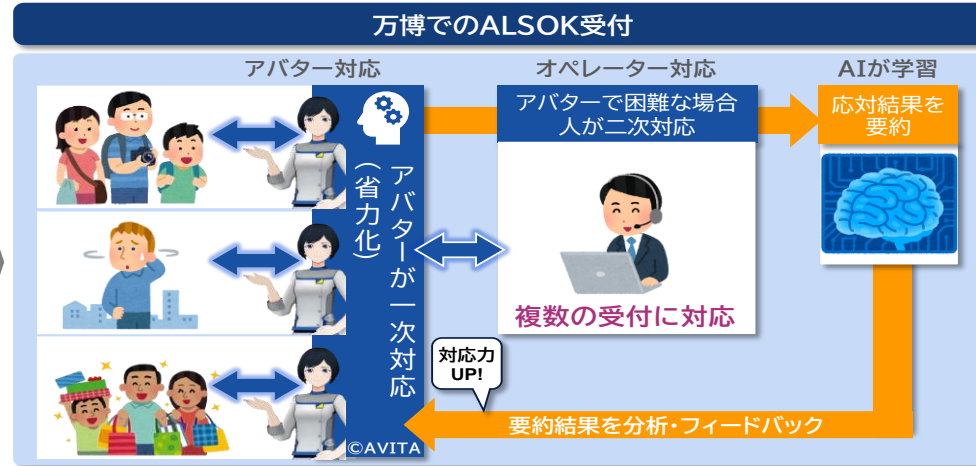 万博でのALSOK受付
アバター対応
オペレーター対応
AIが学習
アバターが一次対応
(省力化)
©AVITA
アバターで困難な場合
人が二次対応
複数の受付に対応
応対結果を
要約
対応力
UP!
要約結果を分析・フィードバック